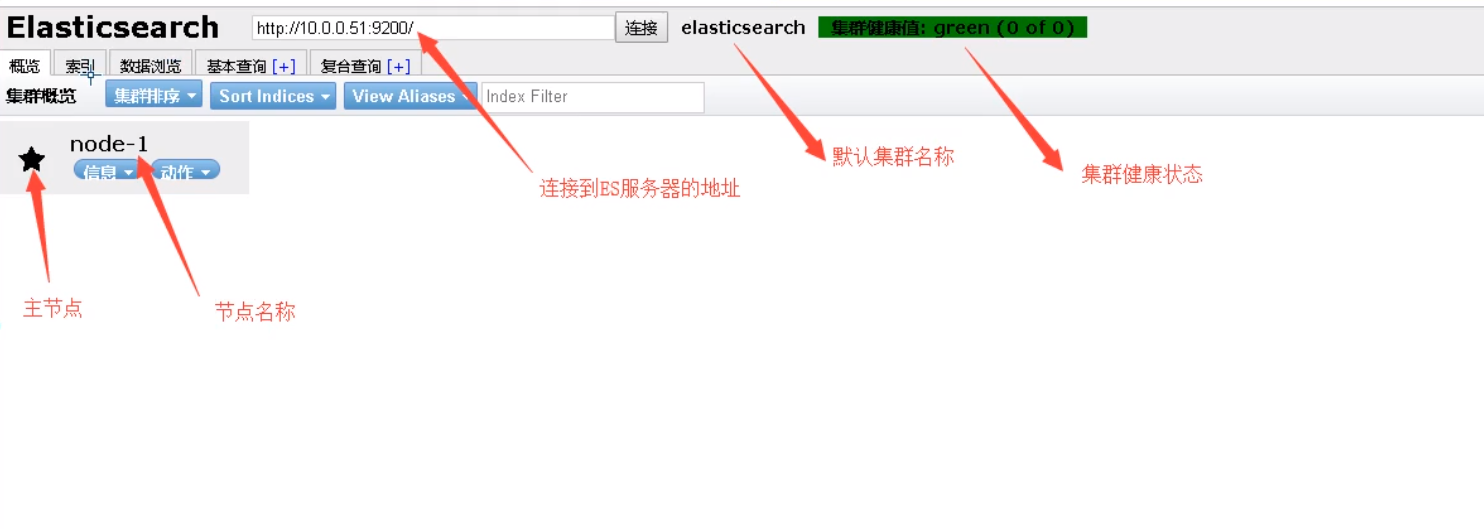 Elasticsearch http://10.0.0.51:9200/ 连接 elasticsearch 集群健康值: green (0 of 0)
概览 索引 数据浏览 基本查询 [+] 复合查询 [+]
集群概览 集群排序 Sort Indices View Aliases Index Filter
node-1
信息 动作
默认集群名称
集群健康状态
连接到ES服务器的地址
主节点
节点名称